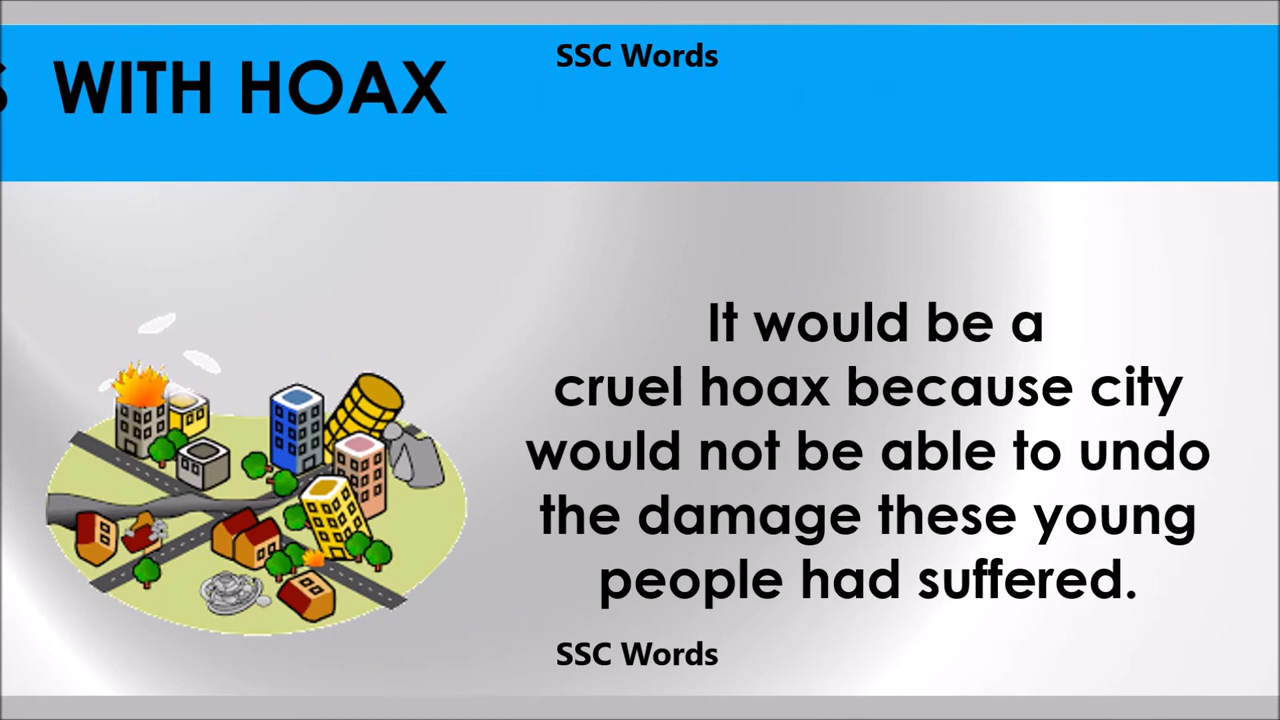 SSC Words
WITH HOAX
It would be a
cruel hoax because city
would not be able to undo
the damage these young
people had suffered.
SSC Words